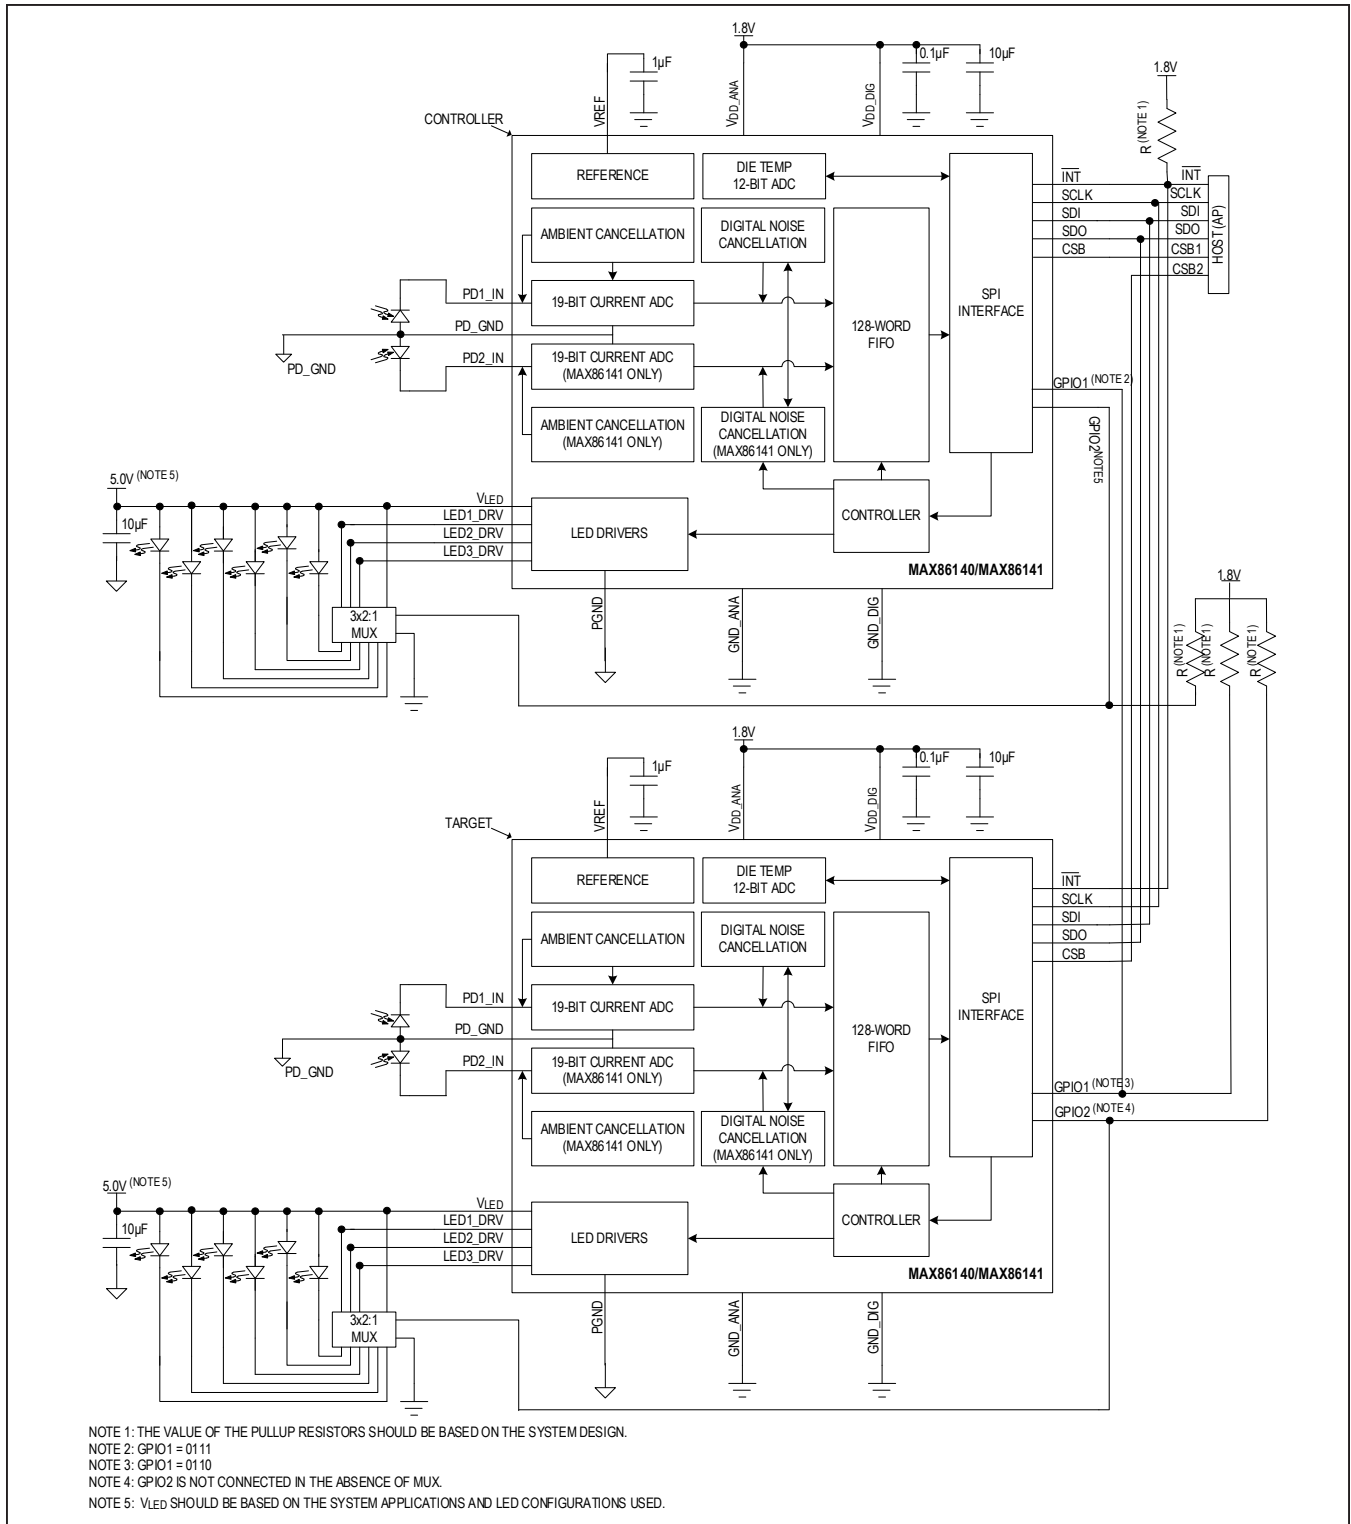 1.8V
1µF
0.1µF
10µF
VREF
VDD_ANA
VDD_DIG
1.8V
R (NOTE 1)
CONTROLLER
REFERENCE
DIE TEMP
12-BIT ADC
INT
SCLK
SDI
SDO
CSB
INT
SCLK
SDI
SDO
CSB1
CSB2
HOST (AP)
AMBIENT CANCELLATION
DIGITAL NOISE
CANCELLATION
PD1_IN
19-BIT CURRENT ADC
PD_GND
PD_GND
PD2_IN
19-BIT CURRENT ADC
(MAX86141 ONLY)
128-WORD
FIFO
SPI
INTERFACE
GPIO1 (NOTE 2)
GPIO2 NOTE5
AMBIENT CANCELLATION
(MAX86141 ONLY)
DIGITAL NOISE
CANCELLATION
(MAX86141 ONLY)
5.0V (NOTE 5)
10µF
VLED
LED1_DRV
LED2_DRV
LED3_DRV
LED DRIVERS
CONTROLLER
MAX86140/MAX86141
3x2:1
MUX
PGND
GND_ANA
GND_DIG
1.8V
R (NOTE 1)
R (NOTE 1)
R (NOTE 1)
1.8V
1µF
0.1µF
10µF
VREF
VDD_ANA
VDD_DIG
TARGET
REFERENCE
DIE TEMP
12-BIT ADC
INT
SCLK
SDI
SDO
CSB
AMBIENT CANCELLATION
DIGITAL NOISE
CANCELLATION
PD1_IN
19-BIT CURRENT ADC
PD_GND
PD_GND
PD2_IN
19-BIT CURRENT ADC
(MAX86141 ONLY)
128-WORD
FIFO
SPI
INTERFACE
GPIO1 (NOTE 3)
GPIO2 (NOTE 4)
AMBIENT CANCELLATION
(MAX86141 ONLY)
DIGITAL NOISE
CANCELLATION
(MAX86141 ONLY)
5.0V (NOTE 5)
10µF
VLED
LED1_DRV
LED2_DRV
LED3_DRV
LED DRIVERS
CONTROLLER
MAX86140/MAX86141
3x2:1
MUX
PGND
GND_ANA
GND_DIG
NOTE 1: THE VALUE OF THE PULLUP RESISTORS SHOULD BE BASED ON THE SYSTEM DESIGN.
NOTE 2: GPIO1 = 0111
NOTE 3: GPIO1 = 0110
NOTE 4: GPIO2 IS NOT CONNECTED IN THE ABSENCE OF MUX.
NOTE 5: VLED SHOULD BE BASED ON THE SYSTEM APPLICATIONS AND LED CONFIGURATIONS USED.